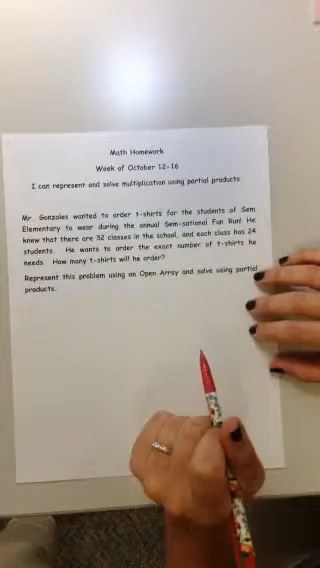 Math Homework
Week of October 12-16
I can represent and solve multiplication using partial products
Mr. Gonzales wanted to order t-shirts for the students of Sem
Elementary to wear during the annual Sem-sational Fun Run! He
knew that there are 32 classes in the school, and each class has 24
students. He wants to order the exact number of t-shirts he
needs. How many t-shirts will he order?
Represent this problem using an Open Array and solve using partial
products.